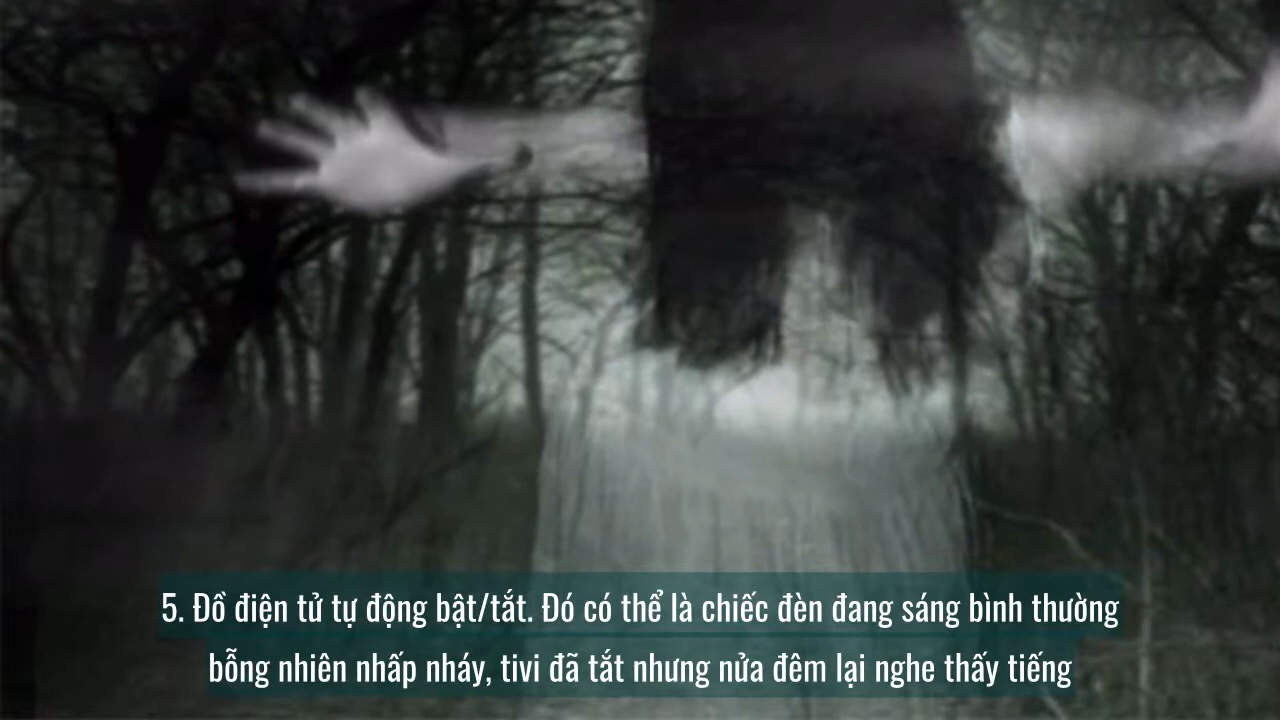 5. Đồ điện tử tự động bật/tắt. Đó có thể là chiếc đèn đang sáng bình thường
bỗng nhiên nhấp nháy, tivi đã tắt nhưng nửa đêm lại nghe thấy tiếng